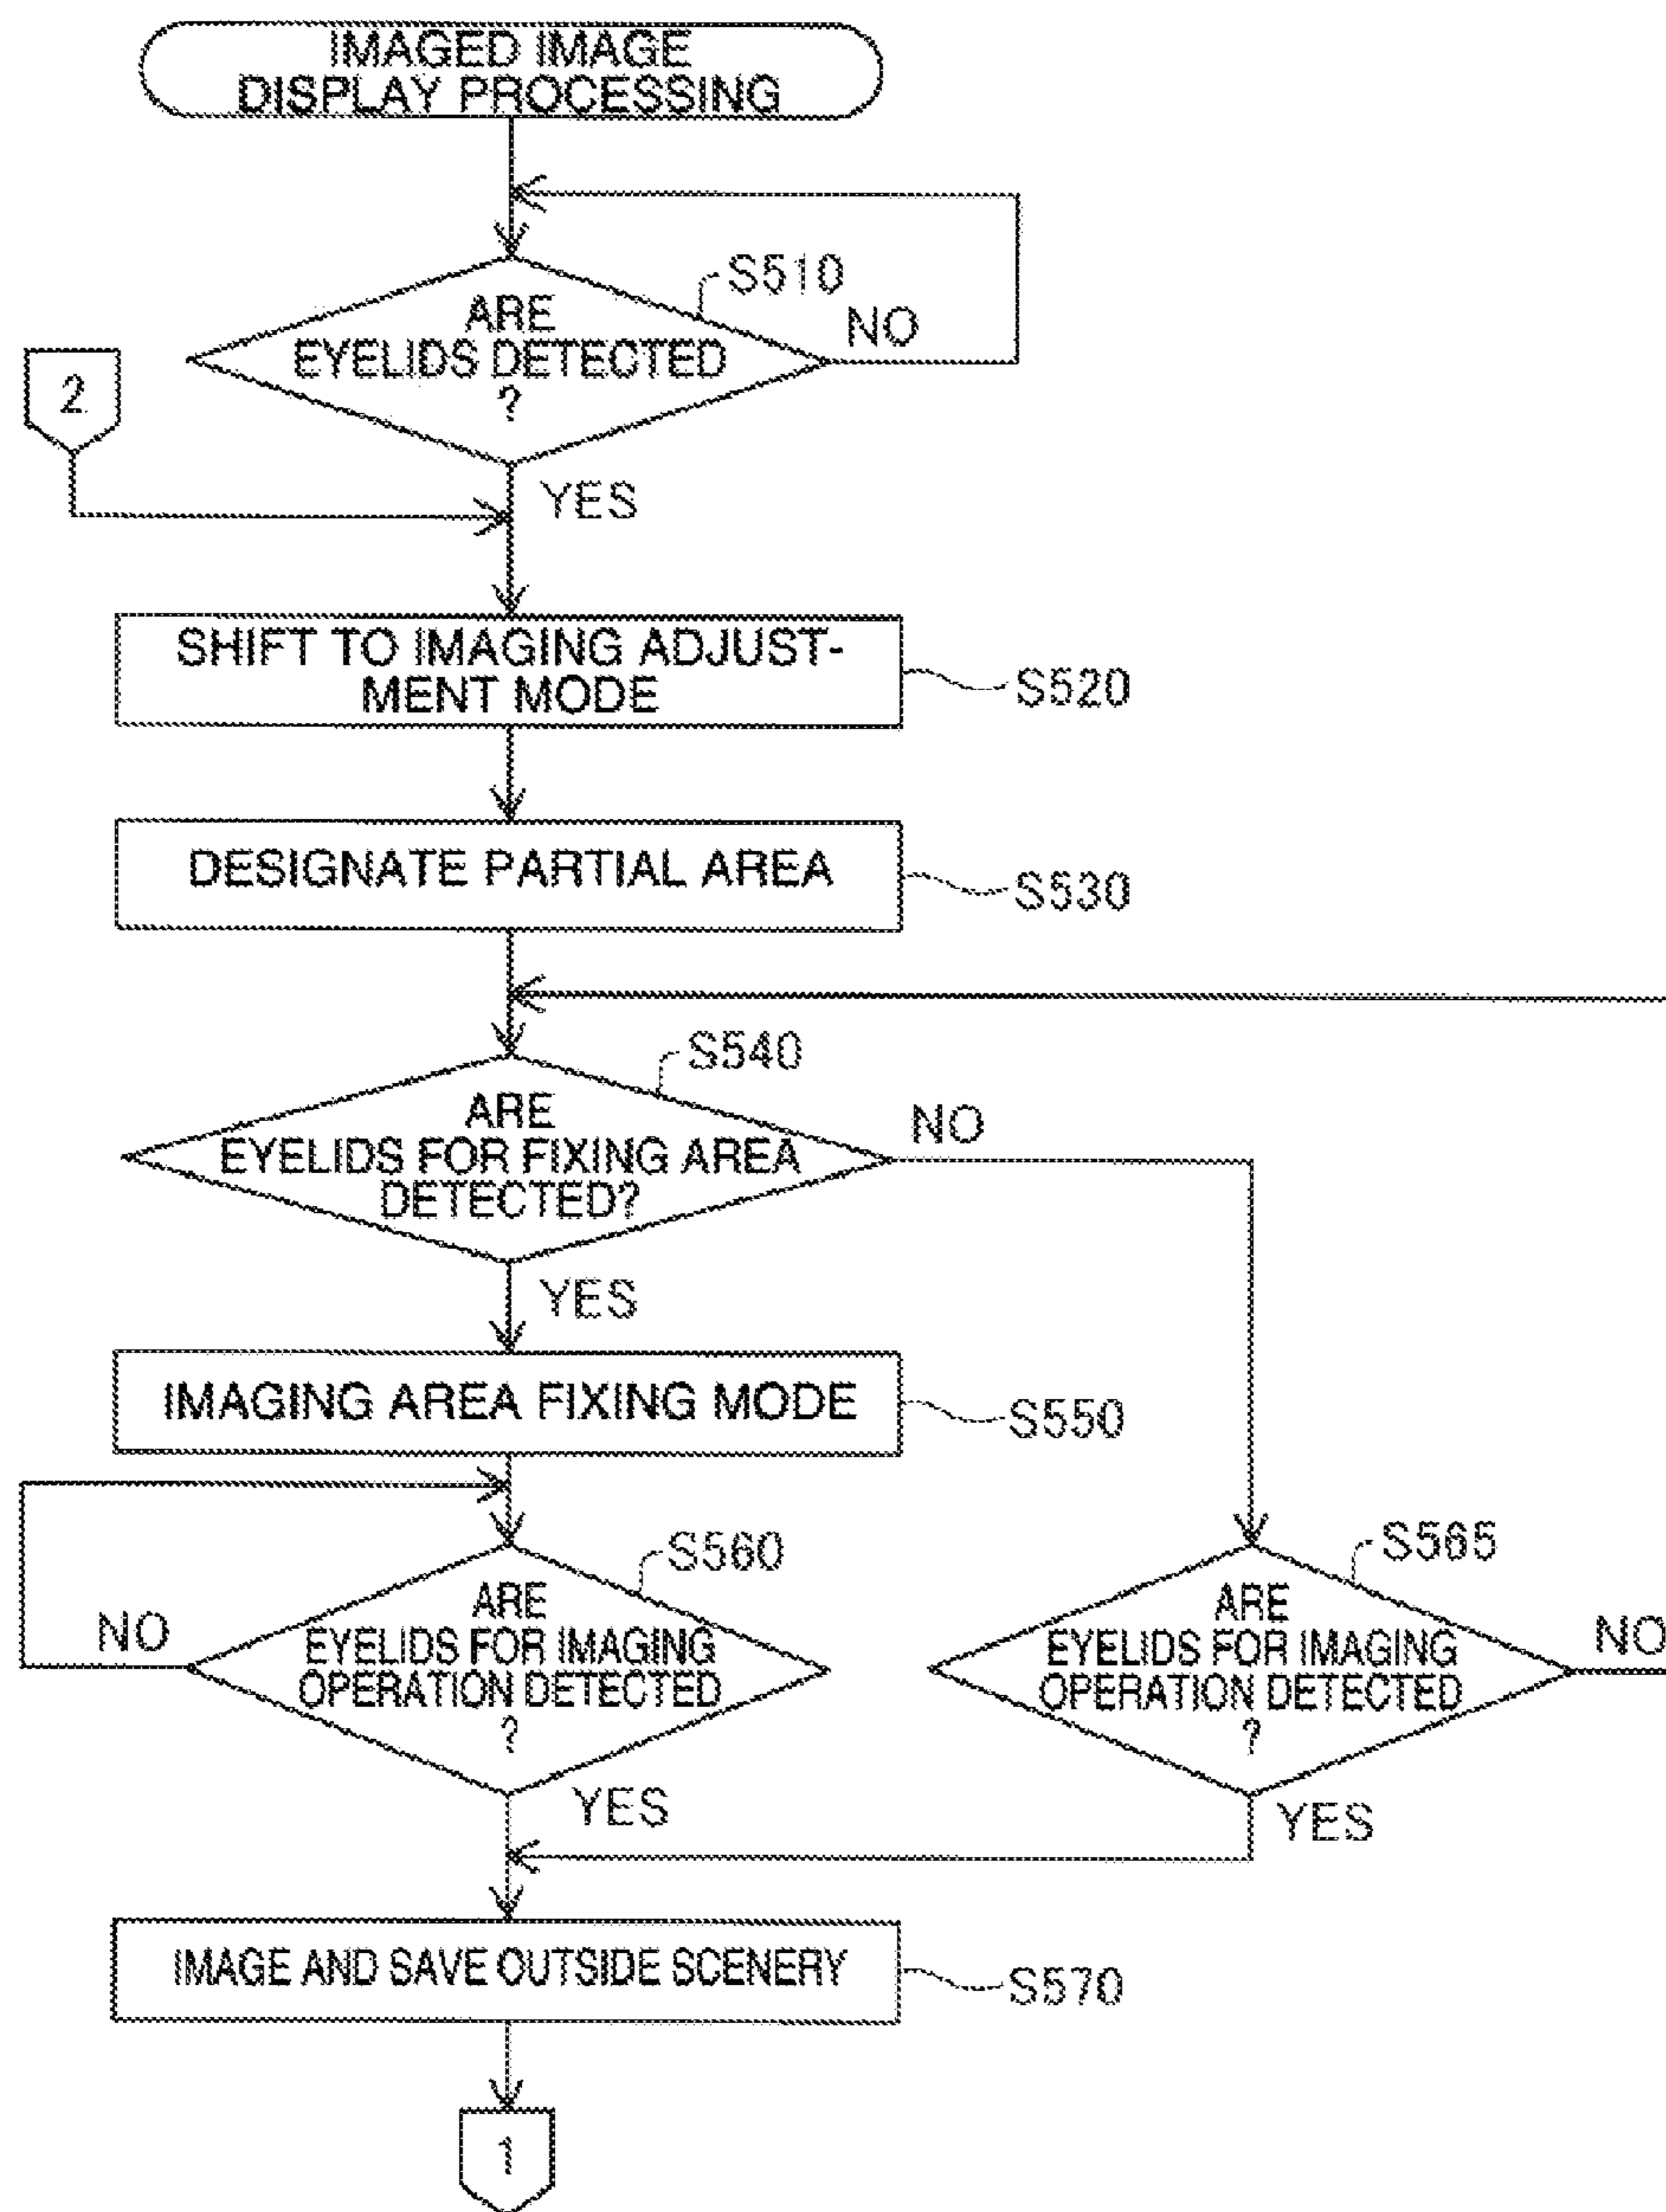 IMAGED IMAGE
DISPLAY PROCESSING
S510
ARE
EYELIDS DETECTED
?
NO
2
YES
SHIFT TO IMAGING ADJUST-
MENT MODE
S520
DESIGNATE PARTIAL AREA
S530
S540
ARE
EYELIDS FOR FIXING AREA
DETECTED?
NO
YES
IMAGING AREA FIXING MODE
S550
S560
ARE
EYELIDS FOR IMAGING
OPERATION DETECTED
?
NO
YES
S565
ARE
EYELIDS FOR IMAGING
OPERATION DETECTED
?
NO
YES
IMAGE AND SAVE OUTSIDE SCENERY
S570
1